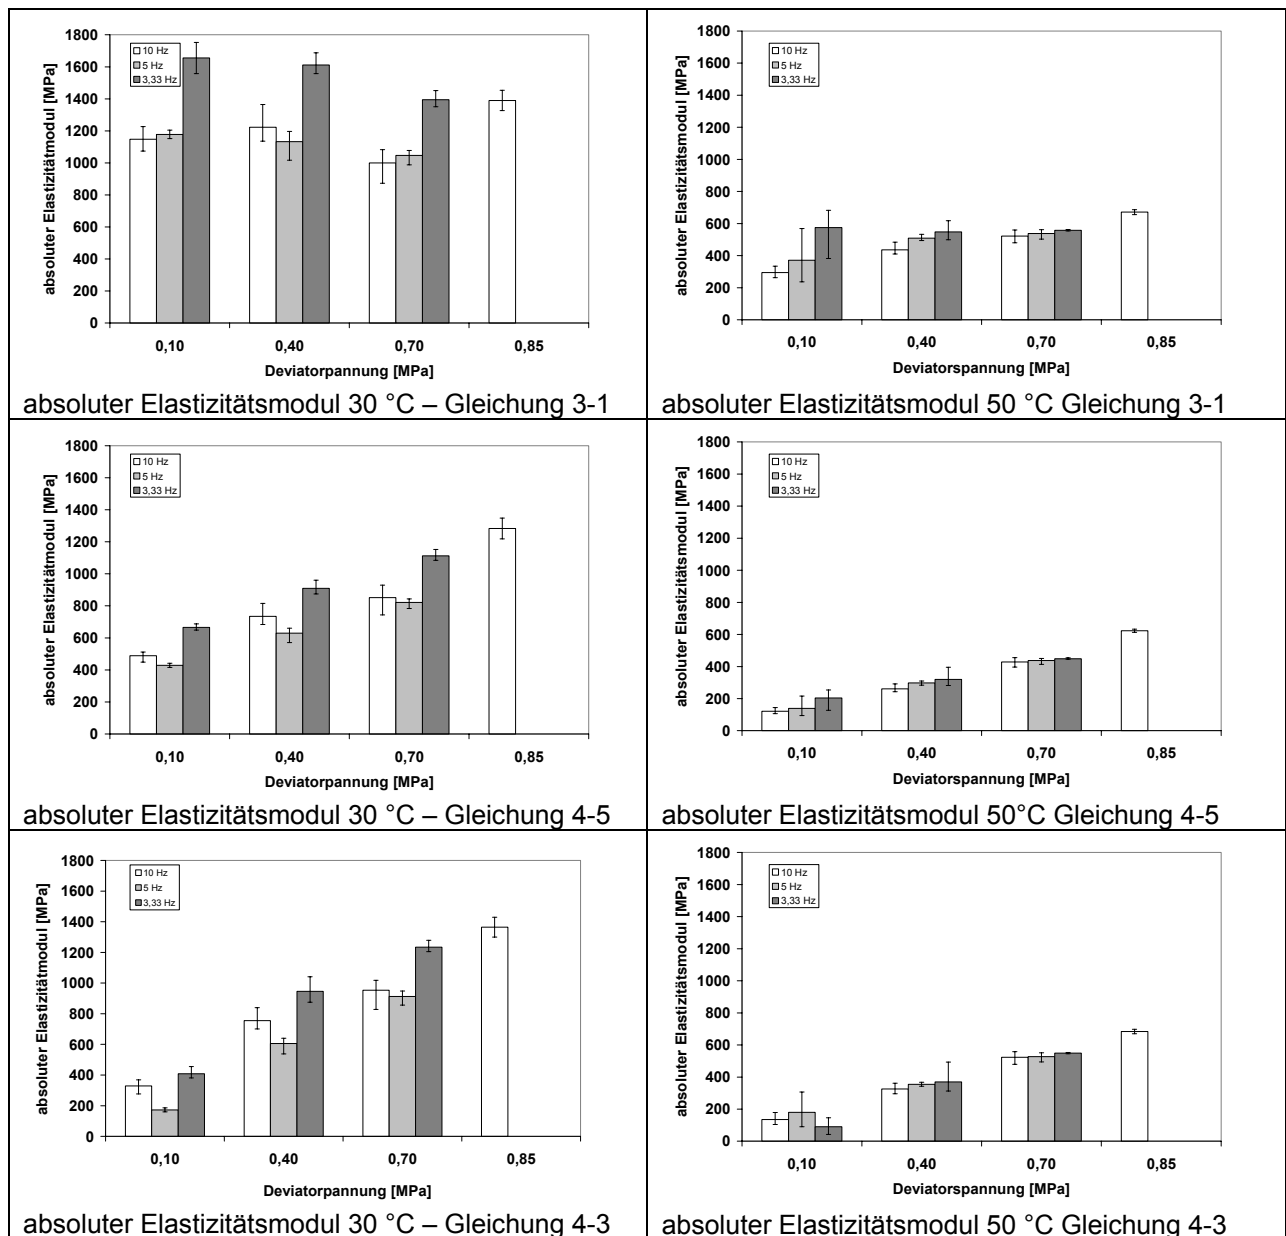 absoluter Elastizitätmodul [MPa]
1800
1600
1400
1200
1000
800
600
400
200
0
10 Hz
5 Hz
3,33 Hz
0,10 0,40 0,70 0,85
Deviatorpannung [MPa]
absoluter Elastizitätsmodul 30 °C – Gleichung 3-1
absoluter Elastizitätsmodul [MPa]
1800
1600
1400
1200
1000
800
600
400
200
0
10 Hz
5 Hz
3,33 Hz
0,10 0,40 0,70 0,85
Deviatorspannung [MPa]
absoluter Elastizitätsmodul 50 °C Gleichung 3-1
absoluter Elastizitätmodul [MPa]
1800
1600
1400
1200
1000
800
600
400
200
0
10 Hz
5 Hz
3,33 Hz
0,10 0,40 0,70 0,85
Deviatorpannung [MPa]
absoluter Elastizitätsmodul 30 °C – Gleichung 4-5
absoluter Elastizitätsmodul [MPa]
1800
1600
1400
1200
1000
800
600
400
200
0
10 Hz
5 Hz
3,33 Hz
0,10 0,40 0,70 0,85
Deviatorspannung [MPa]
absoluter Elastizitätsmodul 50°C Gleichung 4-5
absoluter Elastizitätmodul [MPa]
1800
1600
1400
1200
1000
800
600
400
200
0
10 Hz
5 Hz
3,33 Hz
0,10 0,40 0,70 0,85
Deviatorpannung [MPa]
absoluter Elastizitätsmodul 30 °C – Gleichung 4-3
absoluter Elastizitätsmodul [MPa]
1800
1600
1400
1200
1000
800
600
400
200
0
10 Hz
5 Hz
3,33 Hz
0,10 0,40 0,70 0,85
Deviatorspannung [MPa]
absoluter Elastizitätsmodul 50 °C Gleichung 4-3